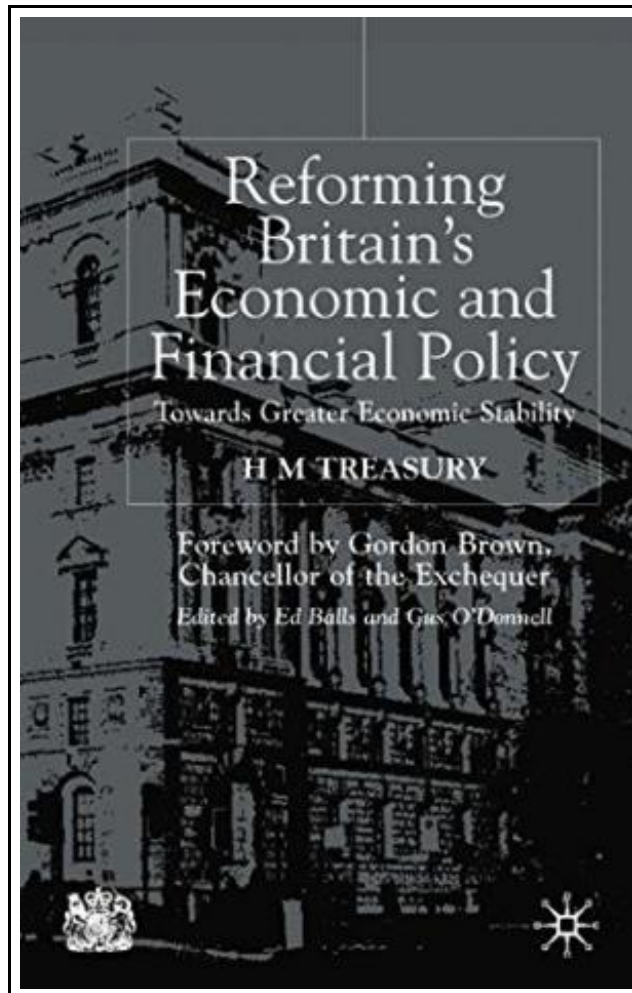 Reforming
Britain's
Economic and
Financial Policy
Towards Greater Economic Stability
H M TREASURY
Foreword by Gordon Brown,
Chancellor of the Exchequer
Edited by Ed Balls and Gus O'Donnell